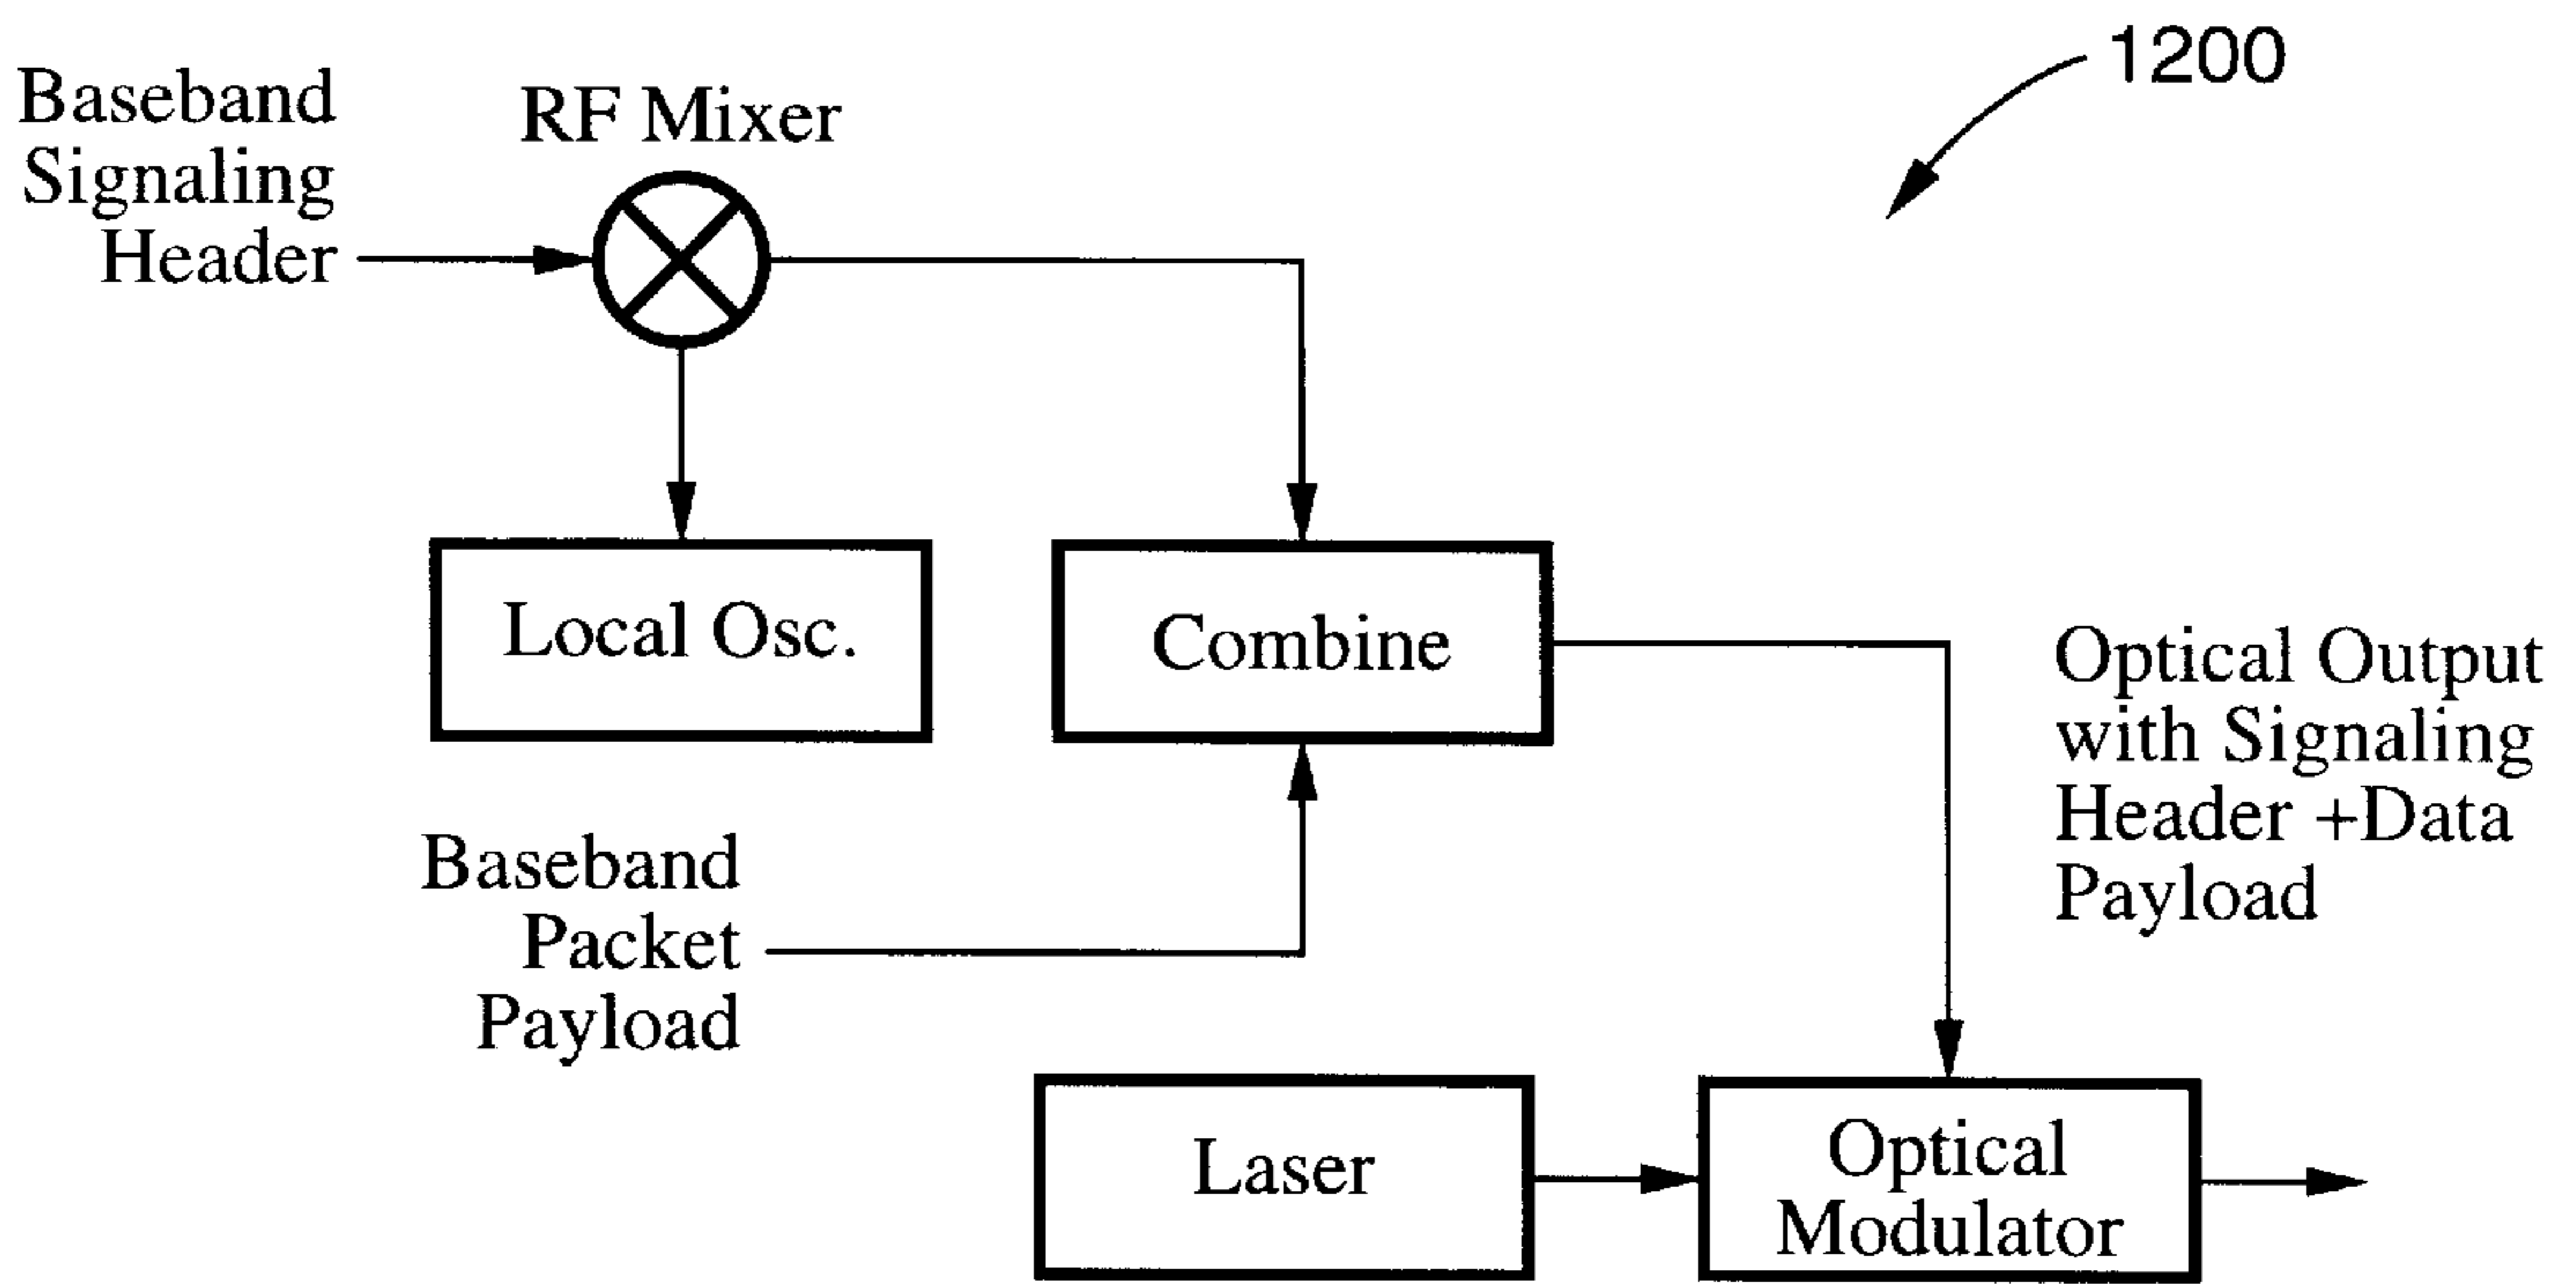 1200
Baseband
Signaling
Header
RF Mixer
Local Osc.
Combine
Optical Output
with Signaling
Header +Data
Payload
Baseband
Packet
Payload
Laser
Optical
Modulator